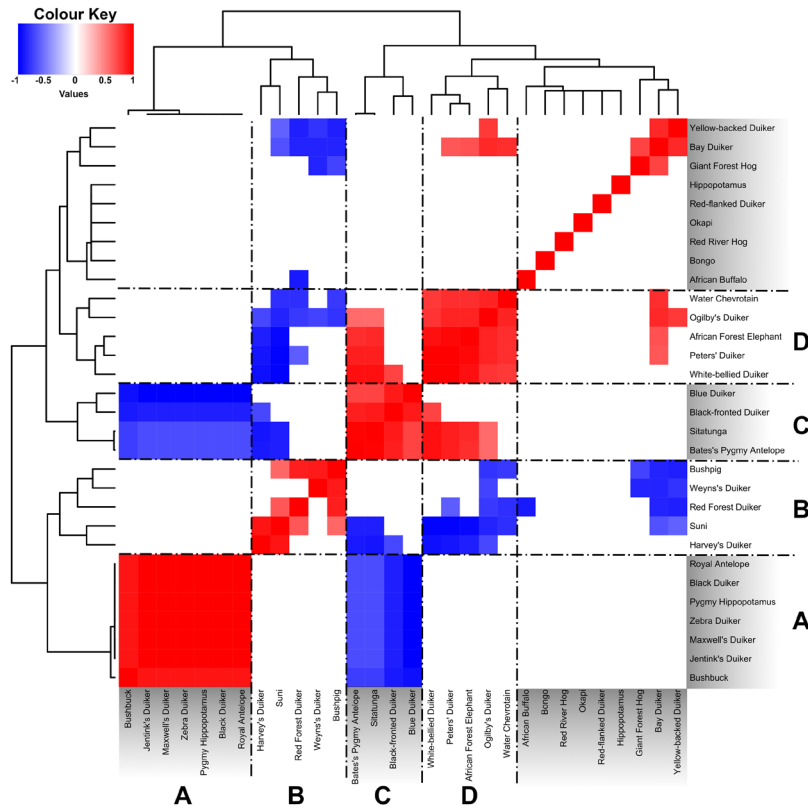 Colour Key
-1 -0.5 0 0.5 1
Values
Yellow-backed Duiker
Bay Duiker
Giant Forest Hog
Hippopotamus
Red-flanked Duiker
Okapi
Red River Hog
Bongo
African Buffalo
Water Chevrotain
Ogilby's Duiker
African Forest Elephant
Peters' Duiker
White-bellied Duiker
D
Blue Duiker
Black-fronted Duiker
Sitatunga
Bates's Pygmy Antelope
C
Bushpig
Weyns's Duiker
Red Forest Duiker
Suni
Harvey's Duiker
B
Royal Antelope
Black Duiker
Pygmy Hippopotamus
Zebra Duiker
Maxwell's Duiker
Jentink's Duiker
Bushbuck
A
Bushbuck
Jentink's Duiker
Maxwell's Duiker
Zebra Duiker
Pygmy Hippopotamus
Black Duiker
Royal Antelope
Harvey's Duiker
Suni
Red Forest Duiker
Weyns's Duiker
Bushpig
Bates's Pygmy Antelope
Sitatunga
Black-fronted Duiker
Blue Duiker
White-bellied Duiker
Peters' Duiker
African Forest Elephant
Ogilby's Duiker
Water Chevrotain
African Buffalo
Bongo
Red River Hog
Okapi
Red-flanked Duiker
Hippopotamus
Giant Forest Hog
Bay Duiker
Yellow-backed Duiker
A B C D